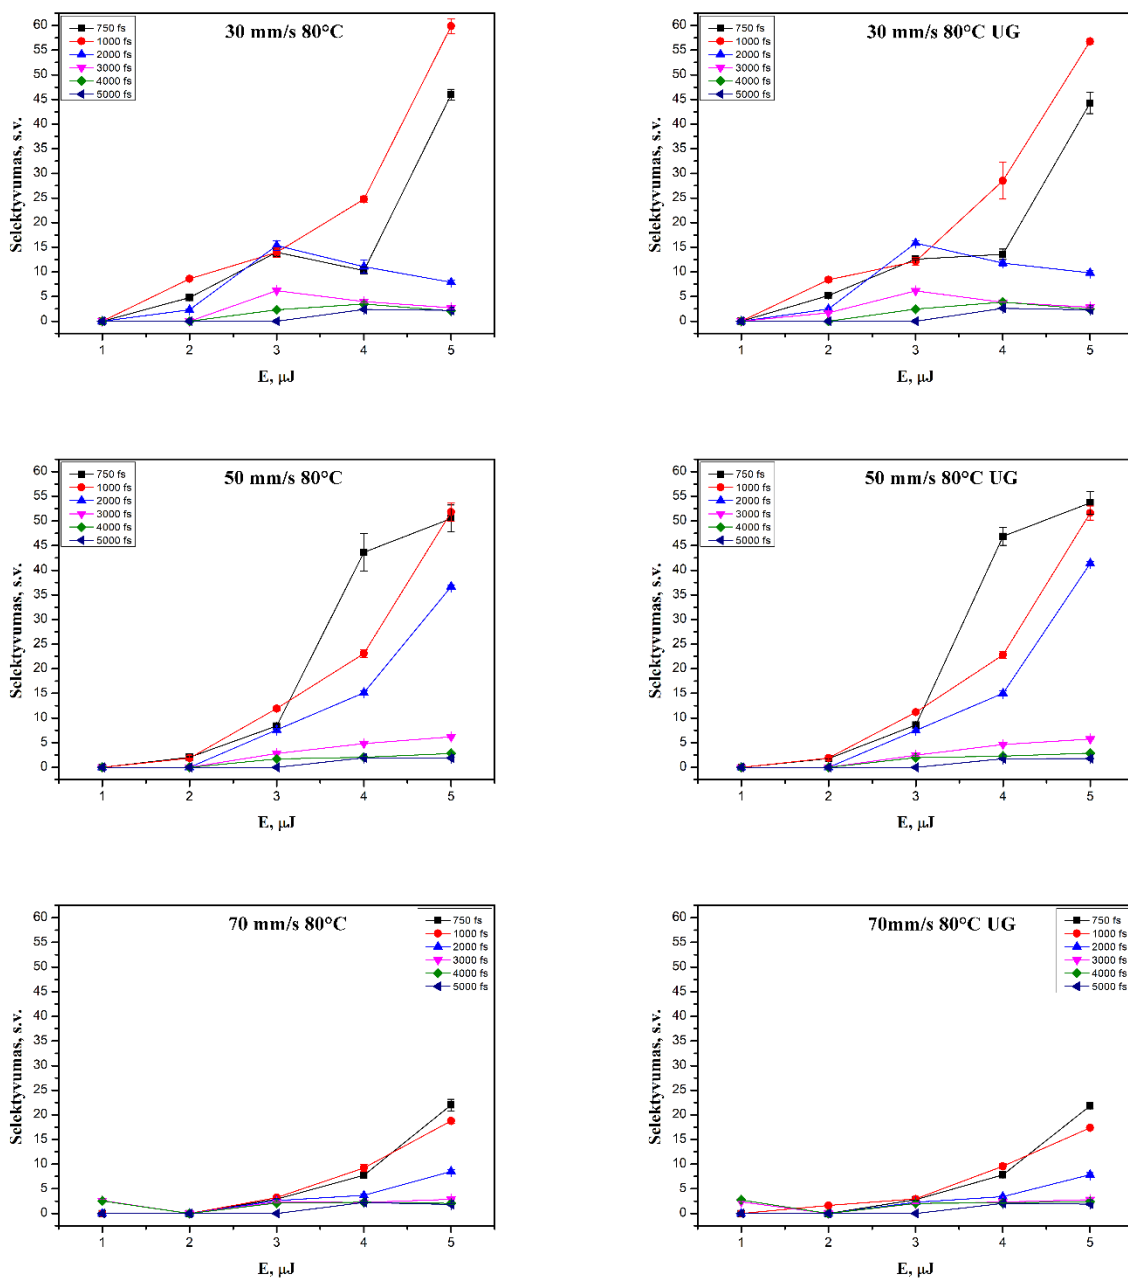 30 mm/s 80°C
750 fs
1000 fs
2000 fs
3000 fs
4000 fs
5000 fs
Selektyvumas, s.v.
60
55
50
45
40
35
30
25
20
15
10
5
0
1 2 3 4 5
E, μJ
30 mm/s 80°C UG
750 fs
1000 fs
2000 fs
3000 fs
4000 fs
5000 fs
Selektyvumas, s.v.
60
55
50
45
40
35
30
25
20
15
10
5
0
1 2 3 4 5
E, μJ
50 mm/s 80°C
750 fs
1000 fs
2000 fs
3000 fs
4000 fs
5000 fs
Selektyvumas, s.v.
60
55
50
45
40
35
30
25
20
15
10
5
0
1 2 3 4 5
E, μJ
50 mm/s 80°C UG
750 fs
1000 fs
2000 fs
3000 fs
4000 fs
5000 fs
Selektyvumas, s.v.
60
55
50
45
40
35
30
25
20
15
10
5
0
1 2 3 4 5
E, μJ
70 mm/s 80°C
750 fs
1000 fs
2000 fs
3000 fs
4000 fs
5000 fs
Selektyvumas, s.v.
60
55
50
45
40
35
30
25
20
15
10
5
0
1 2 3 4 5
E, μJ
70mm/s 80°C UG
750 fs
1000 fs
2000 fs
3000 fs
4000 fs
5000 fs
Selektyvumas, s.v.
60
55
50
45
40
35
30
25
20
15
10
5
0
1 2 3 4 5
E, μJ